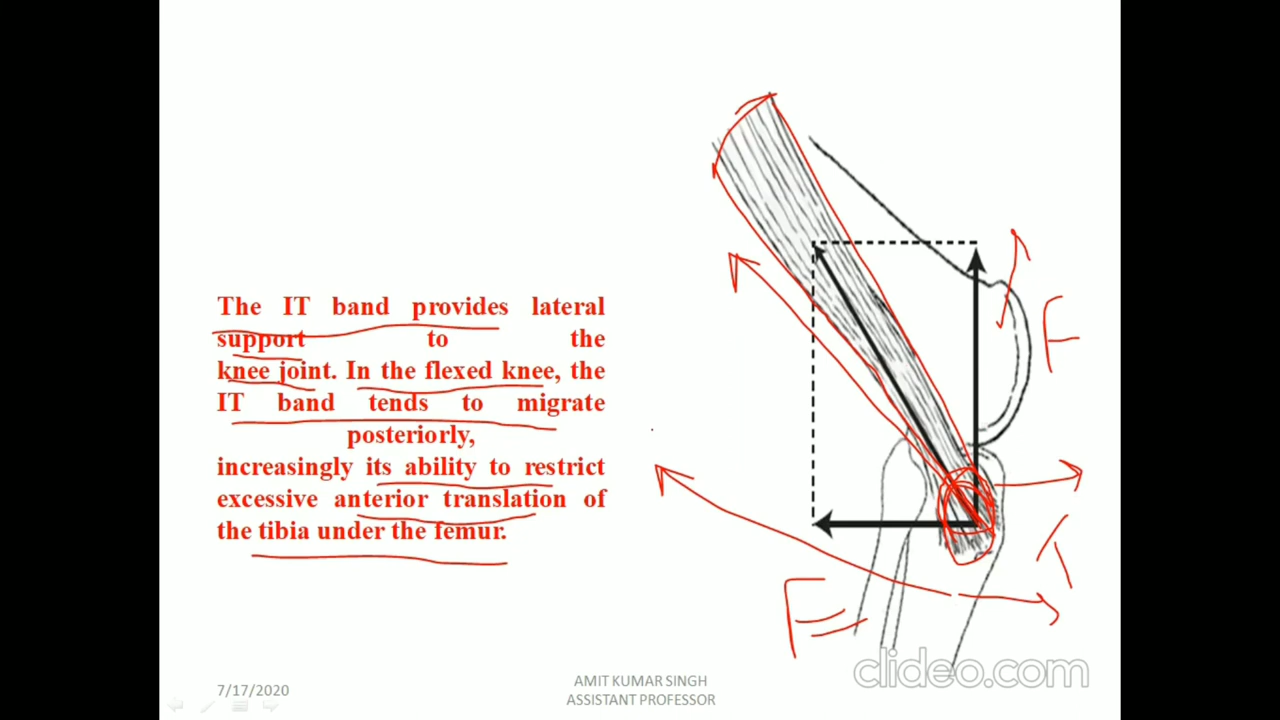 The IT band provides lateral
support to the
knee joint. In the flexed knee, the
IT band tends to migrate
posteriorly,
increasingly its ability to restrict
excessive anterior translation of
the tibia under the femur.
F
T
F
clideo.com
7/17/2020
AMIT KUMAR SINGH
ASSISTANT PROFESSOR